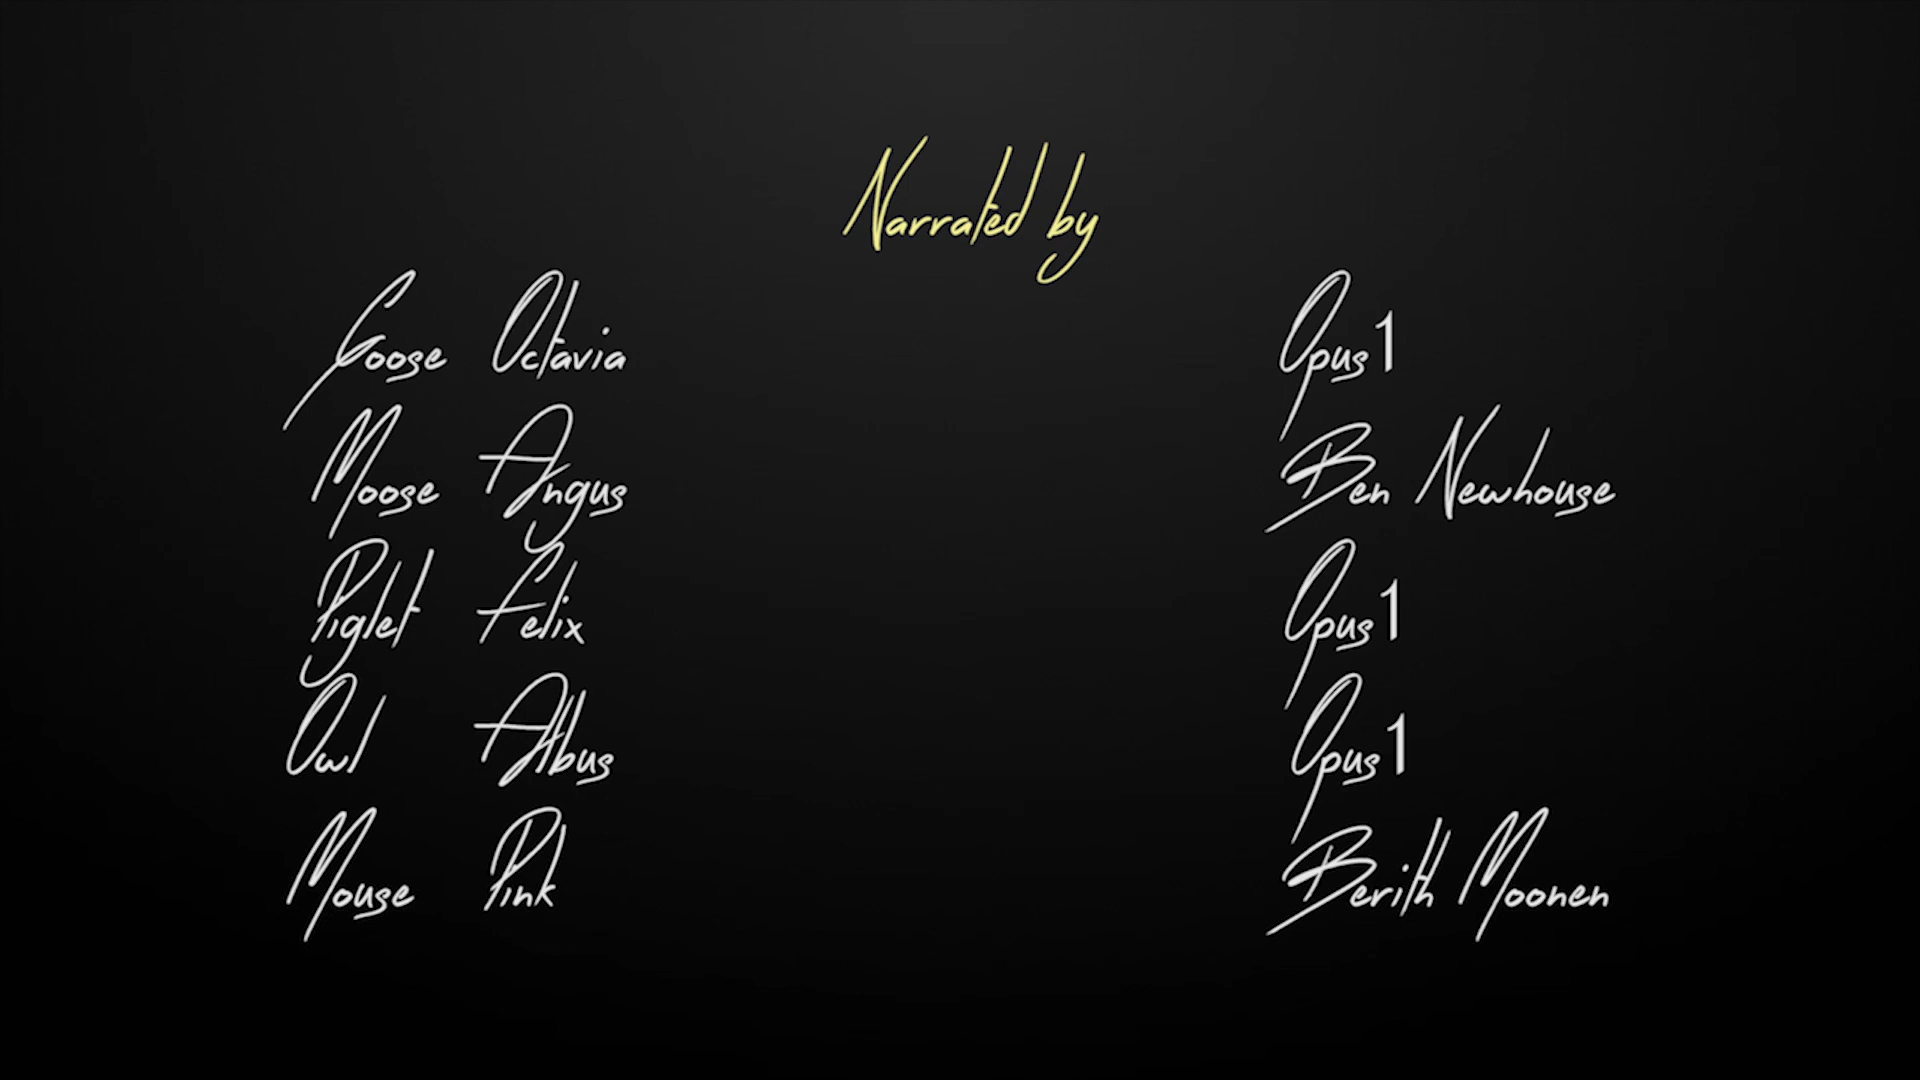 Narrated by
Goose Octavia Opus 1
Moose Angus Ben Newhouse
Piglet Felix Opus 1
Owl Albus Opus 1
Mouse Pink Berith Moonen